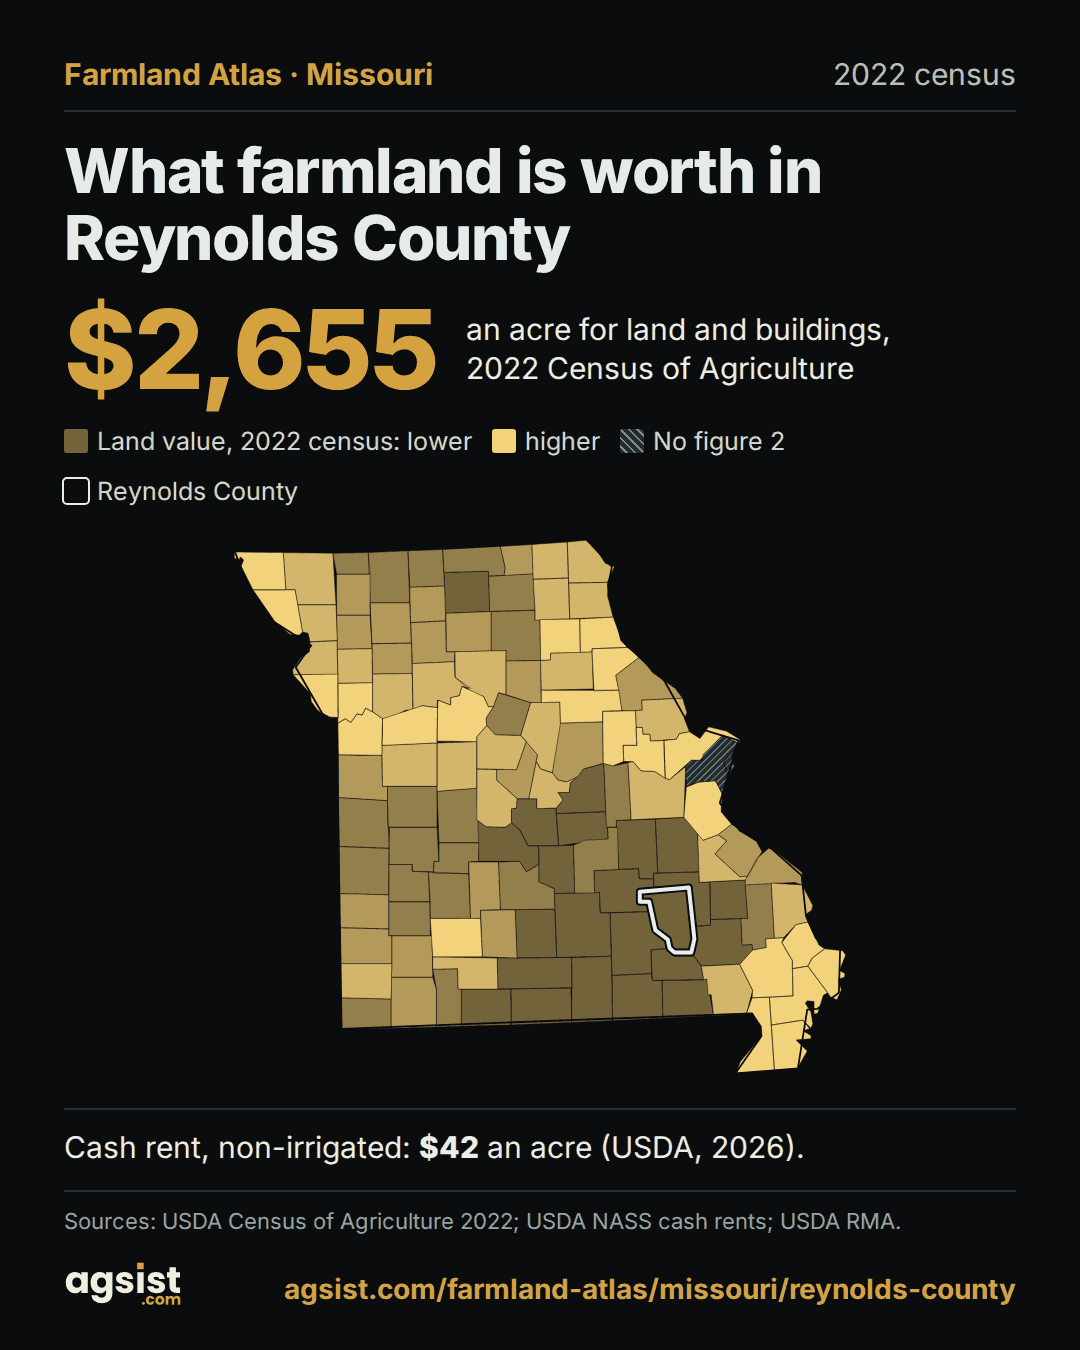 Farmland Atlas · Missouri
2022 census
What farmland is worth in
Reynolds County
$2,655
an acre for land and buildings,
2022 Census of Agriculture
Land value, 2022 census: lower higher No figure 2
Reynolds County
Cash rent, non-irrigated: $42 an acre (USDA, 2026).
Sources: USDA Census of Agriculture 2022; USDA NASS cash rents; USDA RMA.
agsist
.com
agsist.com/farmland-atlas/missouri/reynolds-county